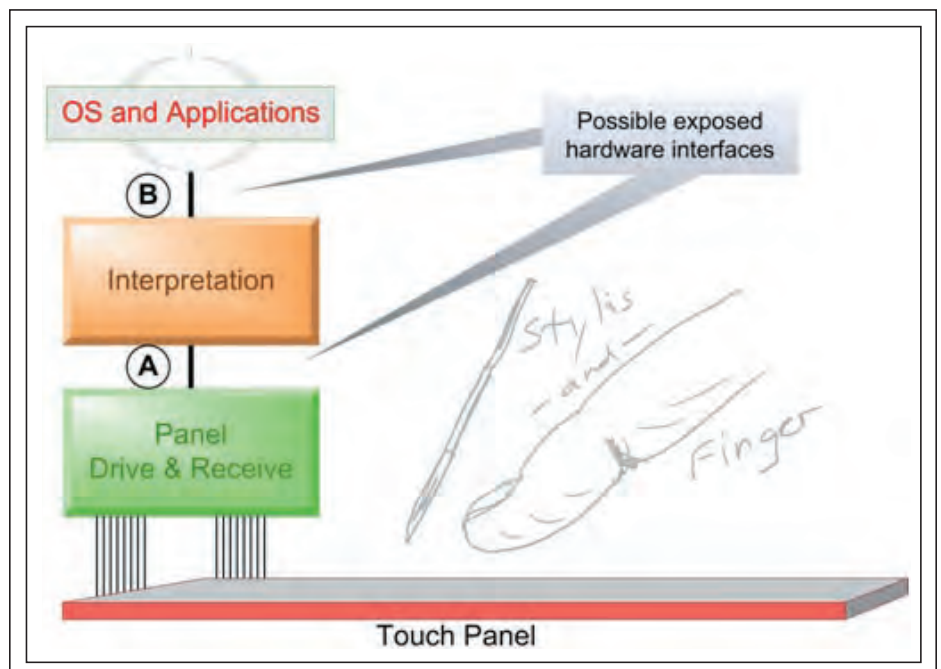 OS and Applications
Possible exposed
hardware interfaces
B
Interpretation
A
Panel
Drive & Receive
Stylis
-and-
Finger
Touch Panel